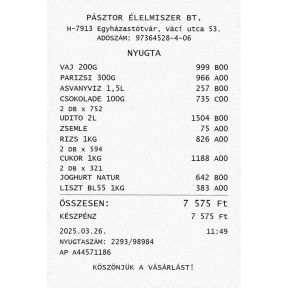 PÁSZTOR ÉLELMISZER BT.
H-7913 Egyházastótvár, Váci utca 53.
ADÓSZÁM: 97364528-4-06
NYUGTA
VAJ 200G 999 B00
PARIZSI 300G 966 A00
ASVANYVIZ 1,5L 257 B00
CSOKOLADE 100G 735 C00
2 DB x 752
UDITO 2L 1504 B00
ZSEMLE 75 A00
RIZS 1KG 826 A00
2 DB x 594
CUKOR 1KG 1188 A00
2 DB x 321
JOGHURT NATUR 642 B00
LISZT BL55 1KG 383 A00
ÖSSZESEN: 7 575 Ft
KÉSZPÉNZ 7 575 Ft
2025.03.26. 11:49
NYUGTASZÁM: 2293/98984
AP A44571186
KÖSZÖNJÜK A VÁSÁRLÁST!